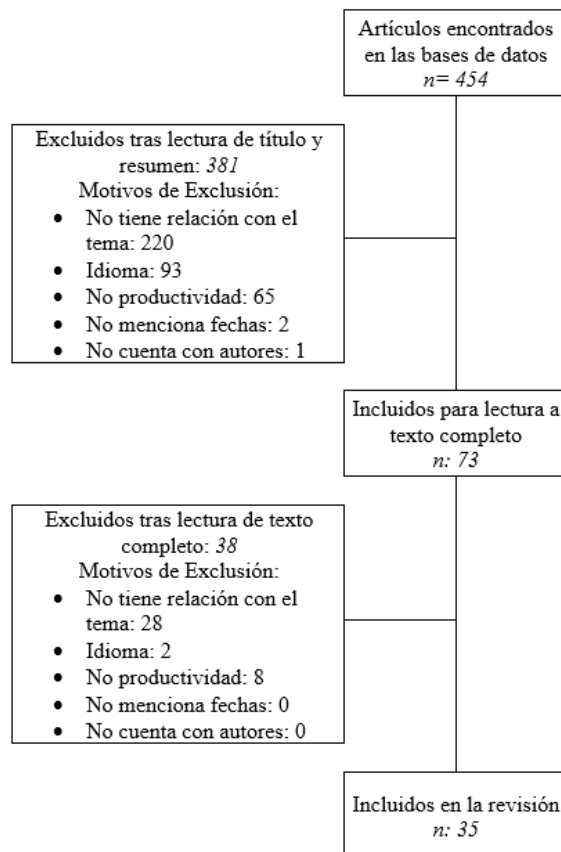 Artículos encontrados
en las bases de datos
n= 454
Excluidos tras lectura de título y
resumen: 381
Motivos de Exclusión:
• No tiene relación con el
tema: 220
• Idioma: 93
• No productividad: 65
• No menciona fechas: 2
• No cuenta con autores: 1
Incluidos para lectura a
texto completo
n: 73
Excluidos tras lectura de texto
completo: 38
Motivos de Exclusión:
• No tiene relación con el
tema: 28
• Idioma: 2
• No productividad: 8
• No menciona fechas: 0
• No cuenta con autores: 0
Incluidos en la revisión
n: 35